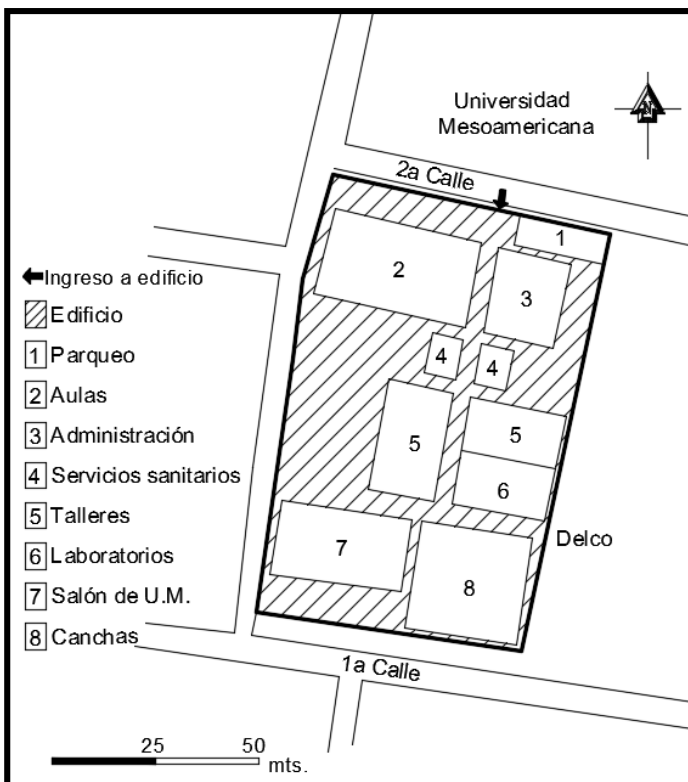 Universidad
Mesoamericana
N
2a Calle
1
2
3
4
4
5
5
6
7
8
Delco
1a Calle
Ingreso a edificio
Edificio
1 Parqueo
2 Aulas
3 Administración
4 Servicios sanitarios
5 Talleres
6 Laboratorios
7 Salón de U.M.
8 Canchas
25 50
mts.